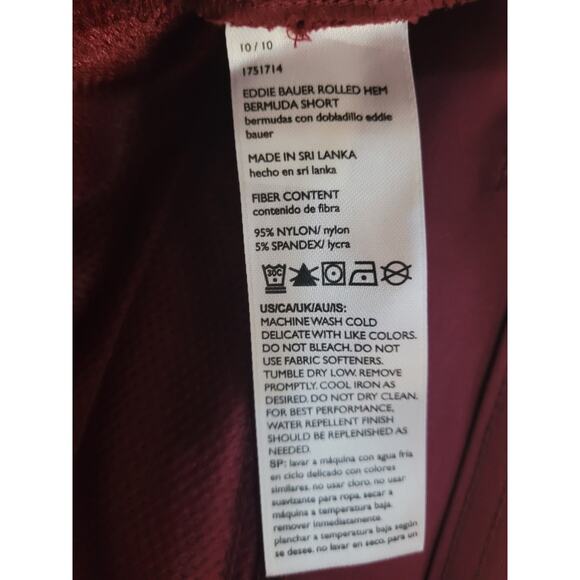 10 / 10
1751714
EDDIE BAUER ROLLED HEM
BERMUDA SHORT
bermudas con dobladillo eddie
bauer
MADE IN SRI LANKA
hecho en sri lanka
FIBER CONTENT
contenido de fibra
95% NYLON/ nylon
5% SPANDEX/ lycra
30C
US/CA/UK/AU/IS:
MACHINE WASH COLD
DELICATE WITH LIKE COLORS.
DO NOT BLEACH. DO NOT
USE FABRIC SOFTENERS.
TUMBLE DRY LOW. REMOVE
PROMPTLY. COOL IRON AS
DESIRED. DO NOT DRY CLEAN.
FOR BEST PERFORMANCE,
WATER REPELLENT FINISH
SHOULD BE REPLENISHED AS
NEEDED.
SP: lavar a máquina con agua fría
en ciclo delicado con colores
similares. no usar cloro. no usar
suavizante para ropa. secar a
máquina a temperatura baja.
remover inmediatamente.
planchar a temperatura baja según
se desee. no lavar en seco. para un